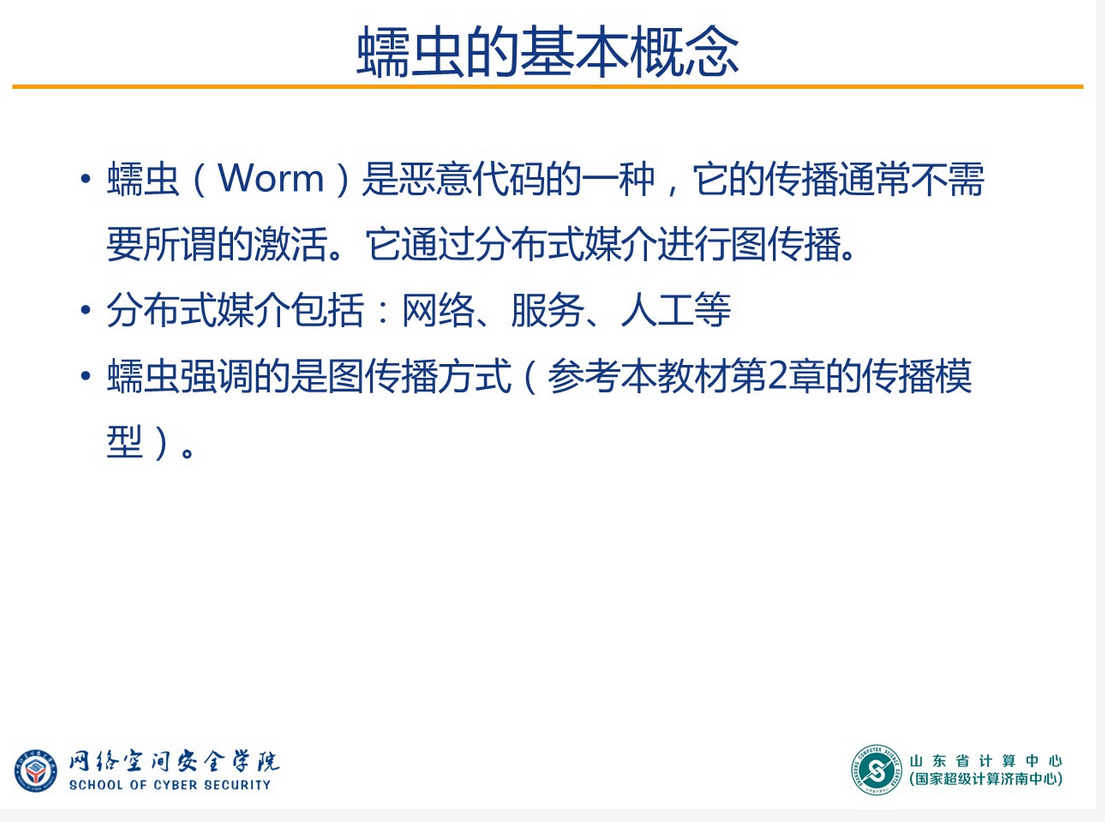 蠕虫的基本概念
• 蠕虫（Worm）是恶意代码的一种，它的传播通常不需
要所谓的激活。它通过分布式媒介进行图传播。
• 分布式媒介包括：网络、服务、人工等
• 蠕虫强调的是图传播方式（参考本教材第2章的传播模
型）。
网络空间安全学院
SCHOOL OF CYBER SECURITY
山东省计算中心
(国家超级计算济南中心)